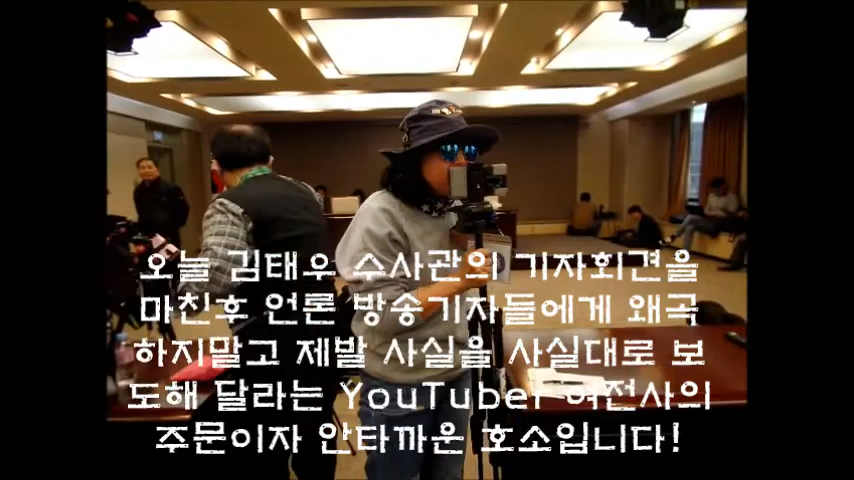 오늘 김태우 수사관의 기자회견을
마친후 언론 방송기자들에게 왜곡
하지말고 제발 사실을 사실대로 보
도해 달라는 YouTuber 여전사의
주문이자 안타까운 호소입니다!